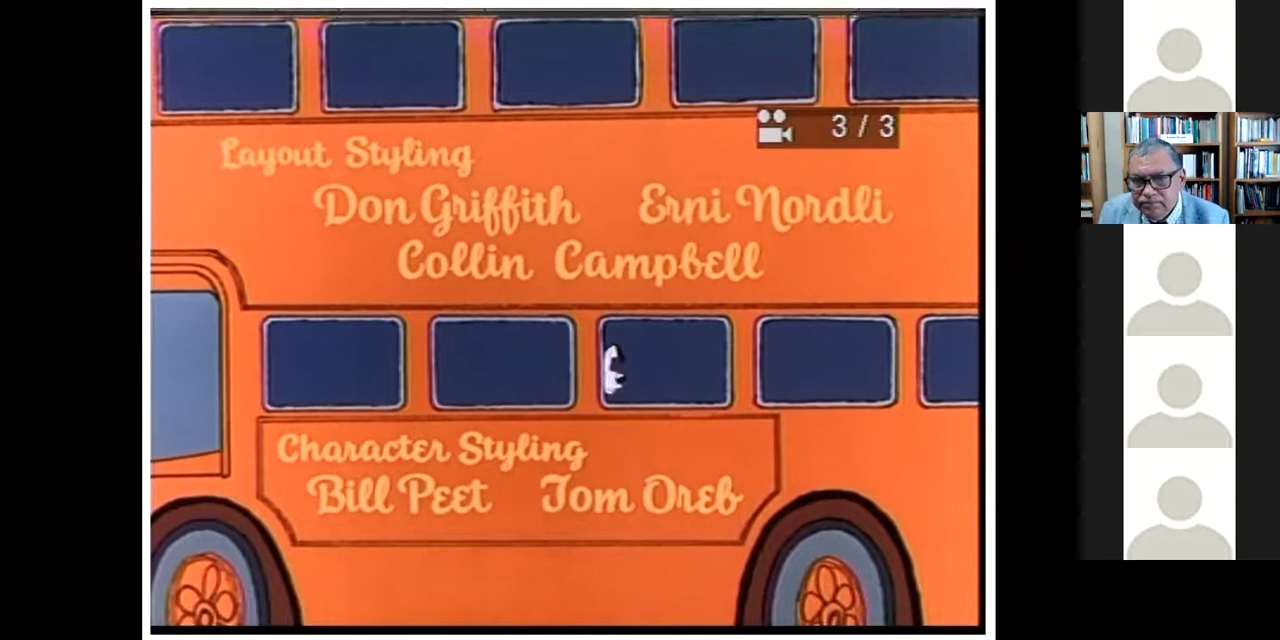 3 / 3
Layout Styling
Don Griffith Erni Nordli
Collin Campbell
Character Styling
Bill Peet Tom Oreb